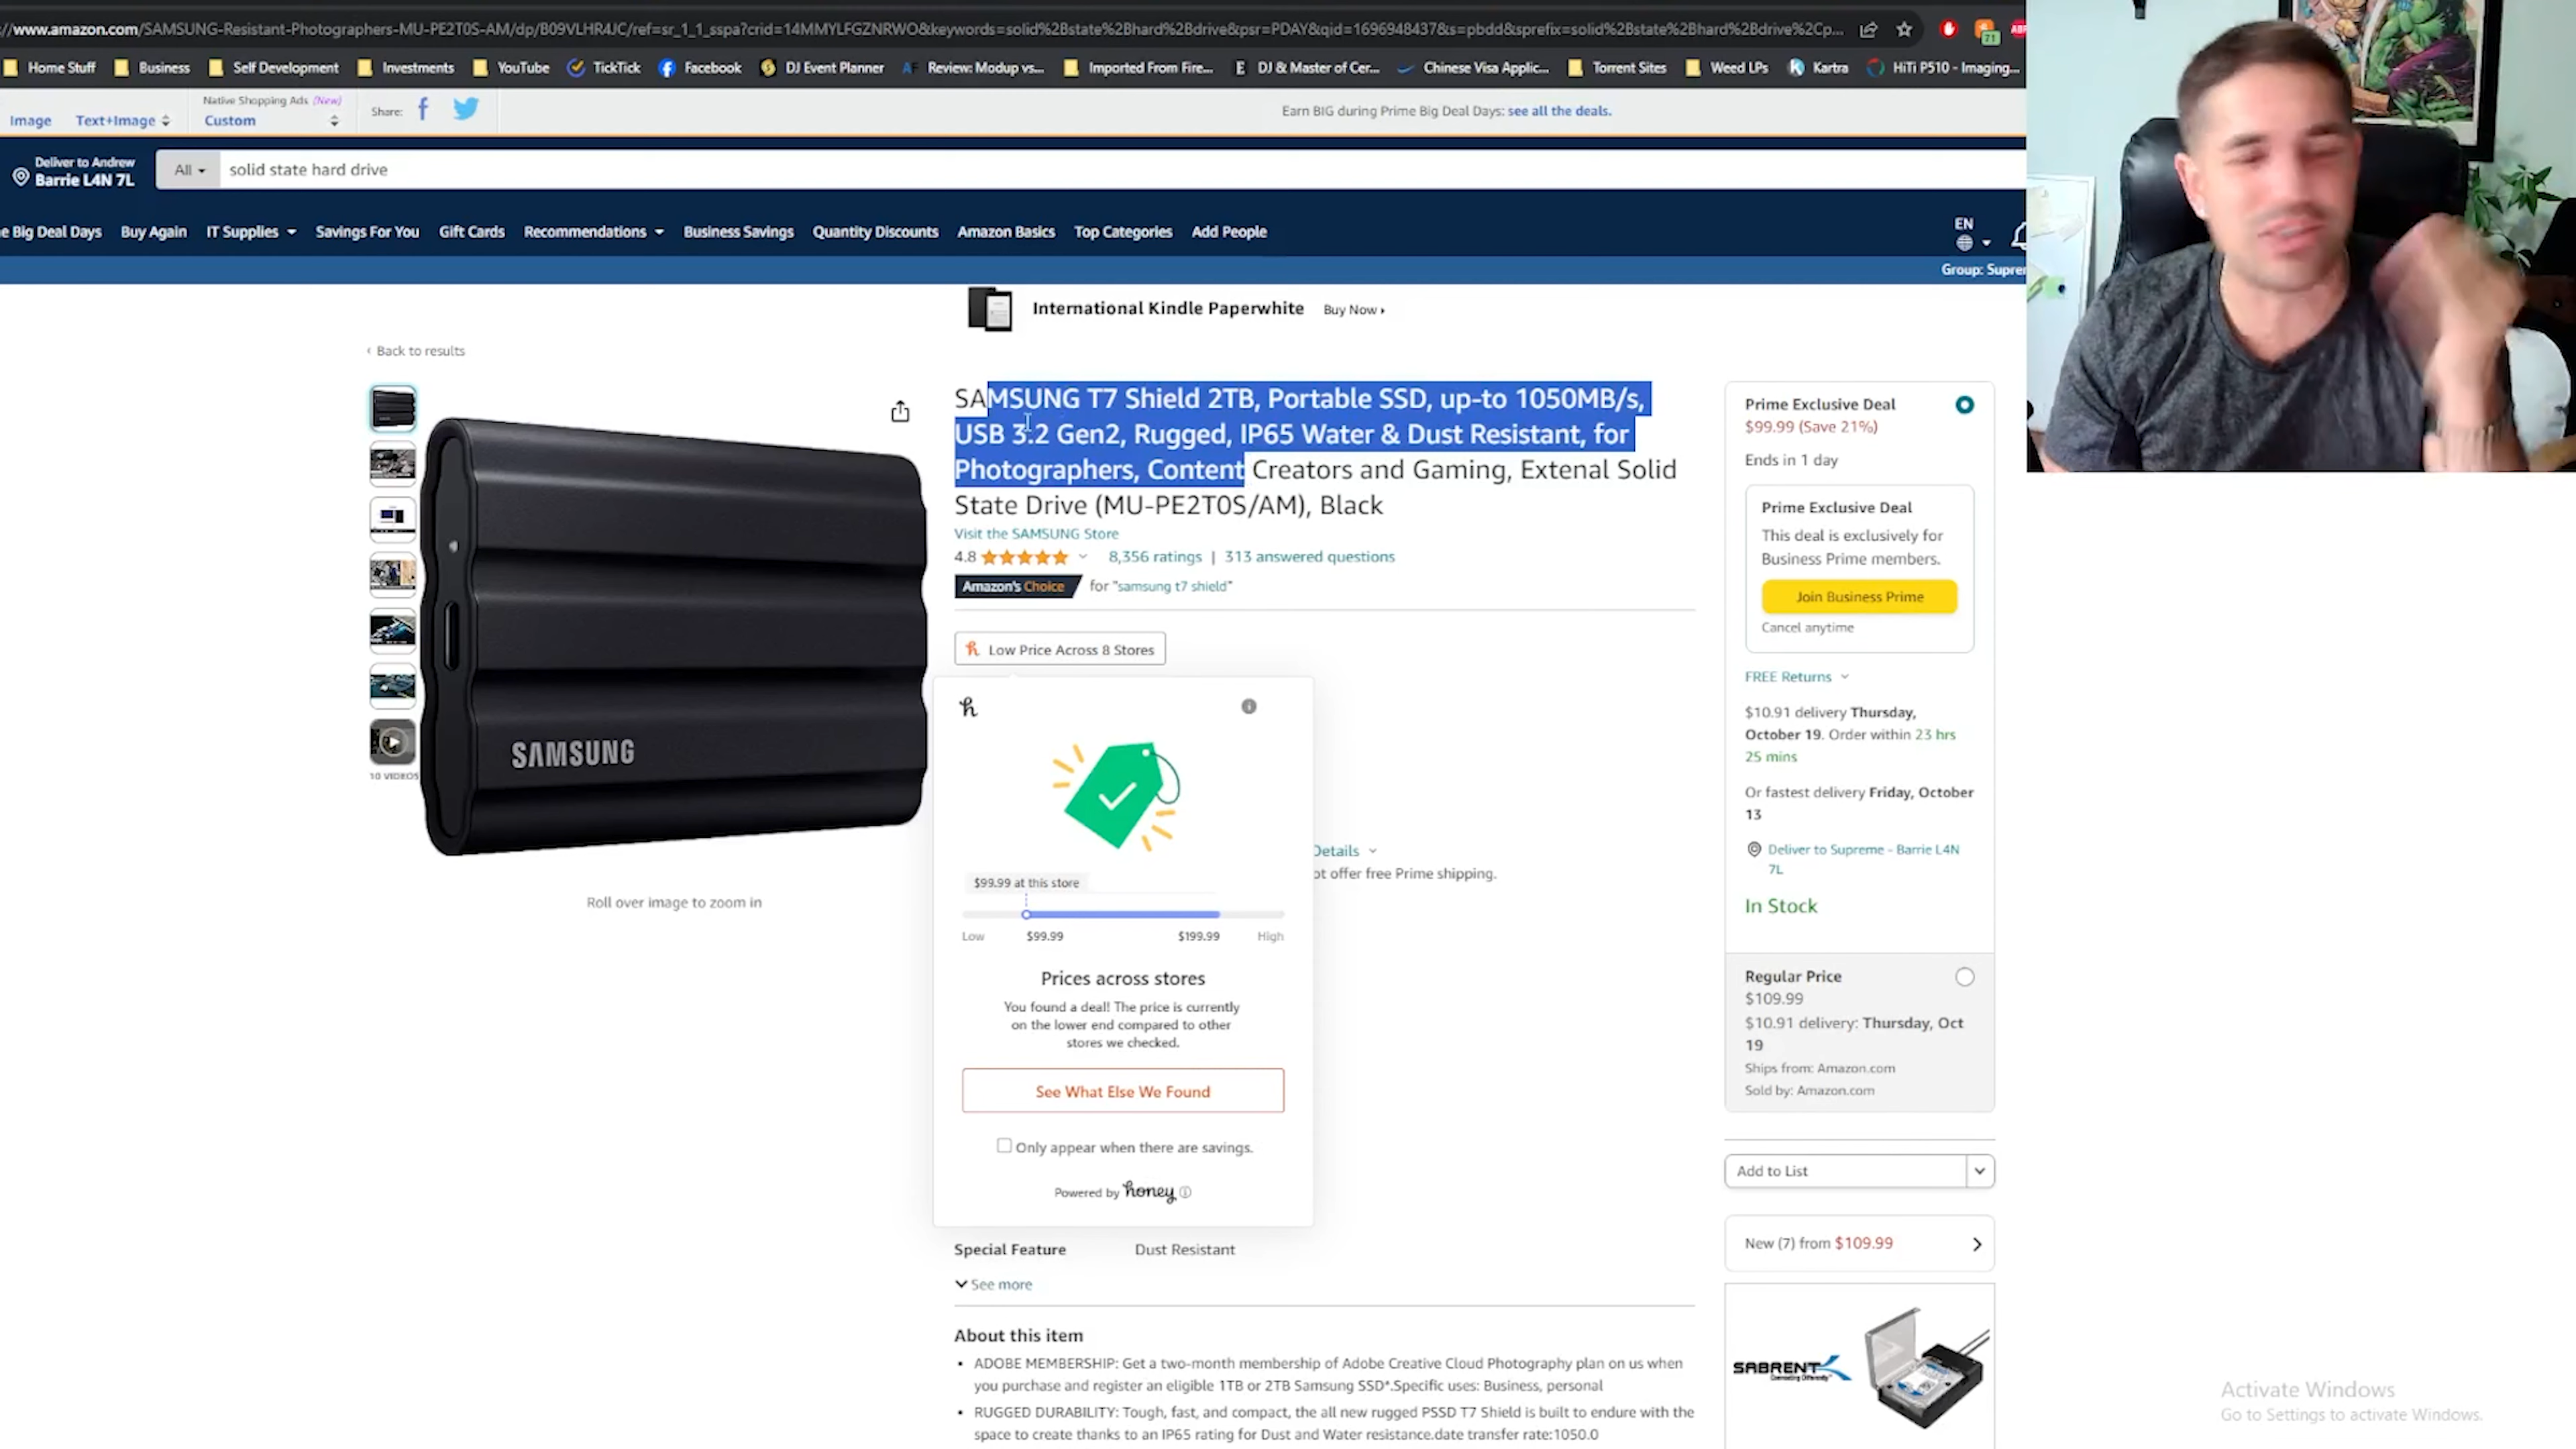 ://www.amazon.com/SAMSUNG-Resistant-Photographers-MU-PE2T0S-AM/dp/B09VLHR4JC/ref=sr_1_1_sspa?crid=14MMYLFGZNRWO&keywords=solid%2Bstate%2Bhard%2Bdrive&psr=PDAY&qid=1696948437&s=pbdd&sprefix=solid%2Bstate%2Bhard%2Bdrive%2Cp...
71
Home Stuff Business Self Development Investments YouTube TickTick Facebook DJ Event Planner Review: Modup vs... Imported From Fire... DJ & Master of Cer... Chinese Visa Applic... Torrent Sites Weed LPs Kartra HiTi P510 - Imaging...
Native Shopping Ads (New)
Image Text+Image Custom Share:
Earn BIG during Prime Big Deal Days: see all the deals.
Deliver to Andrew
Barrie L4N 7L
All solid state hard drive
e Big Deal Days Buy Again IT Supplies Savings For You Gift Cards Recommendations Business Savings Quantity Discounts Amazon Basics Top Categories Add People
EN
Group: Supre
International Kindle Paperwhite Buy Now
Back to results
SAMSUNG T7 Shield 2TB, Portable SSD, up-to 1050MB/s,
USB 3.2 Gen2, Rugged, IP65 Water & Dust Resistant, for
Photographers, Content Creators and Gaming, Extenal Solid
State Drive (MU-PE2T0S/AM), Black
Visit the SAMSUNG Store
4.8 8,356 ratings | 313 answered questions
Amazon's Choice for "samsung t7 shield"
Low Price Across 8 Stores
SAMSUNG
10 VIDEOS
Roll over image to zoom in
h
$99.99 at this store
Low $99.99 $199.99 High
Prices across stores
You found a deal! The price is currently
on the lower end compared to other
stores we checked.
See What Else We Found
Only appear when there are savings.
Powered by honey
Details
ot offer free Prime shipping.
Special Feature Dust Resistant
See more
About this item
• ADOBE MEMBERSHIP: Get a two-month membership of Adobe Creative Cloud Photography plan on us when
you purchase and register an eligible 1TB or 2TB Samsung SSD*.Specific uses: Business, personal
• RUGGED DURABILITY: Tough, fast, and compact, the all new rugged PSSD T7 Shield is built to endure with the
space to create thanks to an IP65 rating for Dust and Water resistance.date transfer rate:1050.0
Prime Exclusive Deal
$99.99 (Save 21%)
Ends in 1 day
Prime Exclusive Deal
This deal is exclusively for
Business Prime members.
Join Business Prime
Cancel anytime
FREE Returns
$10.91 delivery Thursday,
October 19. Order within 23 hrs
25 mins
Or fastest delivery Friday, October
13
Deliver to Supreme - Barrie L4N
7L
In Stock
Regular Price
$109.99
$10.91 delivery: Thursday, Oct
19
Ships from: Amazon.com
Sold by: Amazon.com
Add to List
New (7) from $109.99
SABRENT
Activate Windows
Go to Settings to activate Windows.